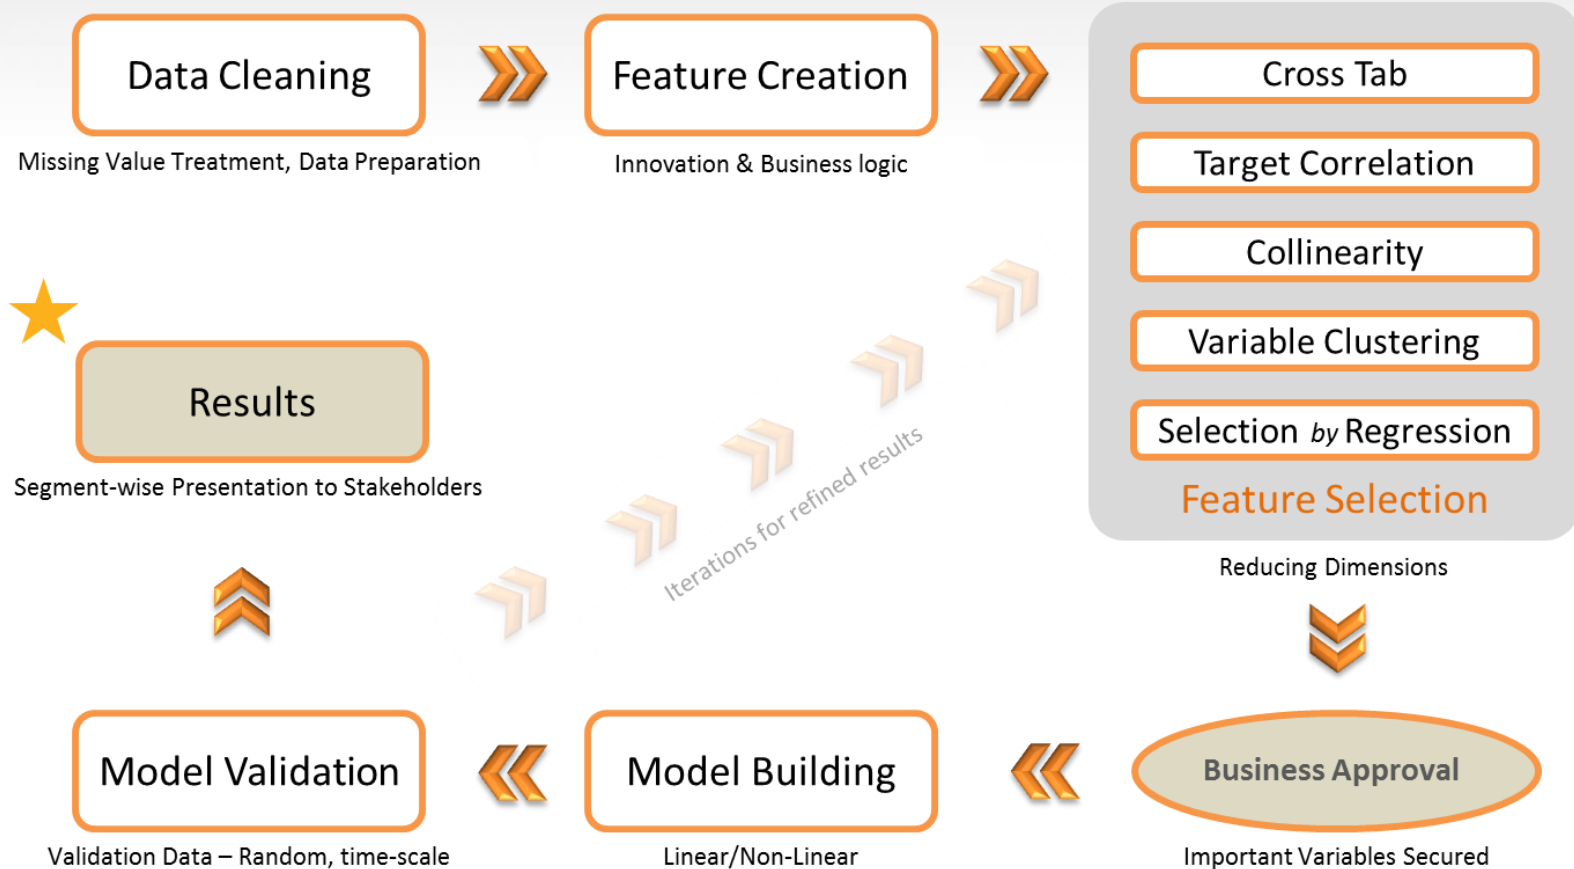 Data Cleaning
Missing Value Treatment, Data Preparation
Feature Creation
Innovation & Business logic
Cross Tab
Target Correlation
Collinearity
Variable Clustering
Selection by Regression
Feature Selection
Reducing Dimensions
Business Approval
Important Variables Secured
Model Building
Linear/Non-Linear
Model Validation
Validation Data – Random, time-scale
Iterations for refined results
Results
Segment-wise Presentation to Stakeholders